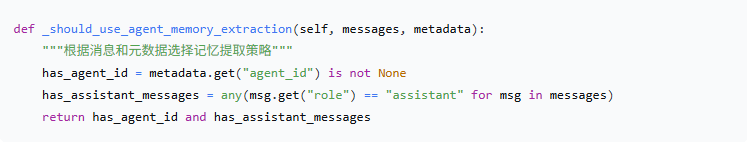 def _should_use_agent_memory_extraction(self, messages, metadata):
    """根据消息和元数据选择记忆提取策略"""
    has_agent_id = metadata.get("agent_id") is not None
    has_assistant_messages = any(msg.get("role") == "assistant" for msg in messages)
    return has_agent_id and has_assistant_messages